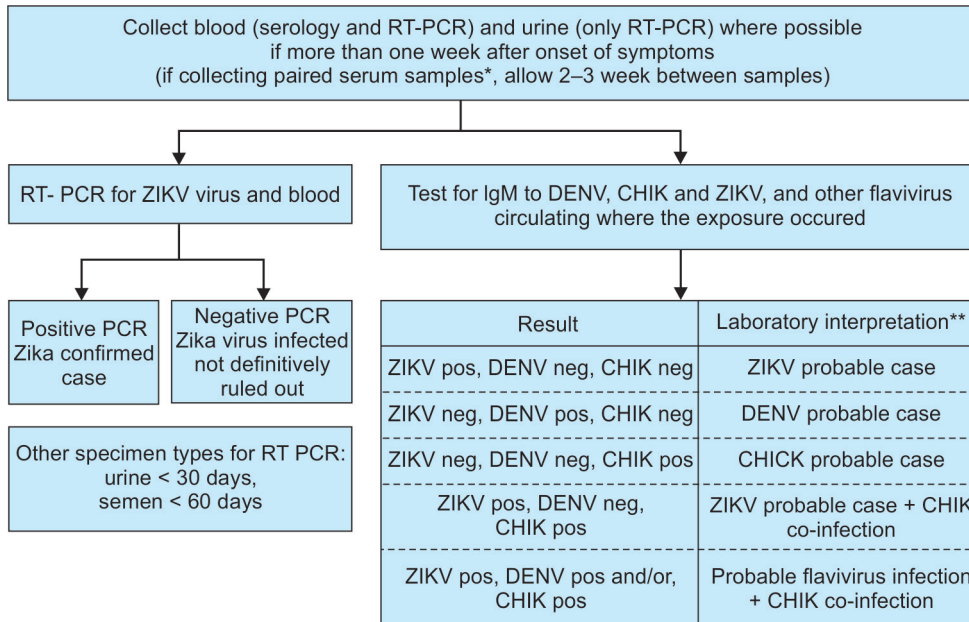 Collect blood (serology and RT-PCR) and urine (only RT-PCR) where possible
if more than one week after onset of symptoms
(if collecting paired serum samples*, allow 2–3 week between samples)
RT- PCR for ZIKV virus and blood
Test for IgM to DENV, CHIK and ZIKV, and other flavivirus
circulating where the exposure occured
Positive PCR
Zika confirmed
case
Negative PCR
Zika virus infected
not definitively
ruled out
Other specimen types for RT PCR:
urine < 30 days,
semen < 60 days
Result
Laboratory interpretation**
ZIKV pos, DENV neg, CHIK neg
ZIKV probable case
ZIKV neg, DENV pos, CHIK neg
DENV probable case
ZIKV neg, DENV neg, CHIK pos
CHICK probable case
ZIKV pos, DENV neg,
CHIK pos
ZIKV probable case + CHIK
co-infection
ZIKV pos, DENV pos and/or,
CHIK pos
Probable flavivirus infection
+ CHIK co-infection